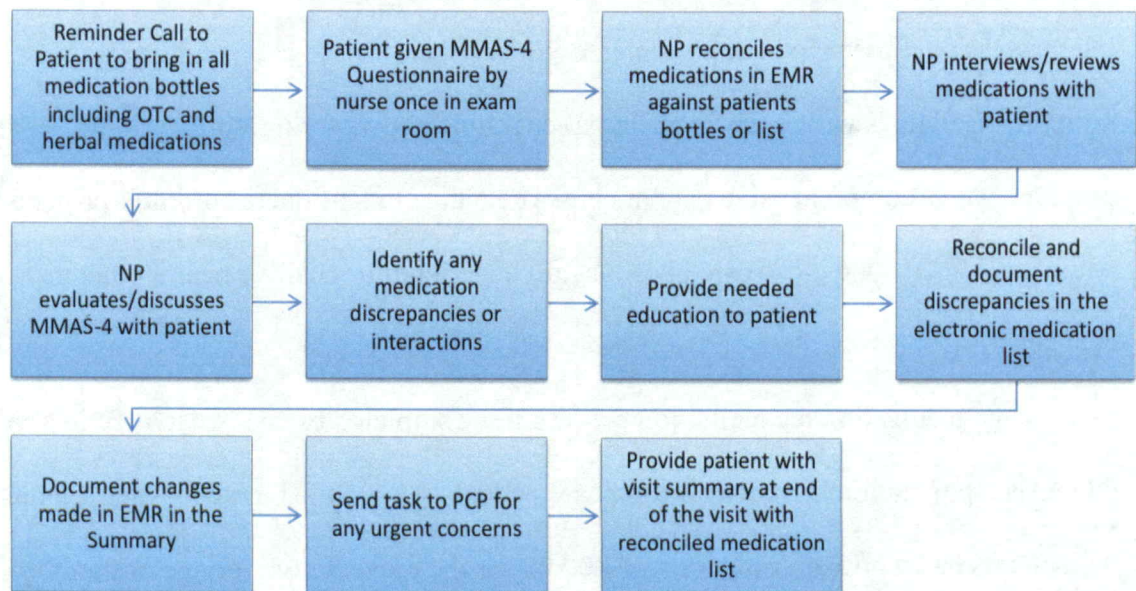 Reminder Call to
Patient to bring in all
medication bottles
including OTC and
herbal medications
Patient given MMAS-4
Questionnaire by
nurse once in exam
room
NP reconciles
medications in EMR
against patients
bottles or list
NP interviews/reviews
medications with
patient
NP
evaluates/discusses
MMAS-4 with patient
Identify any
medication
discrepancies or
interactions
Provide needed
education to patient
Reconcile and
document
discrepancies in the
electronic medication
list
Document changes
made in EMR in the
Summary
Send task to PCP for
any urgent concerns
Provide patient with
visit summary at end
of the visit with
reconciled medication
list